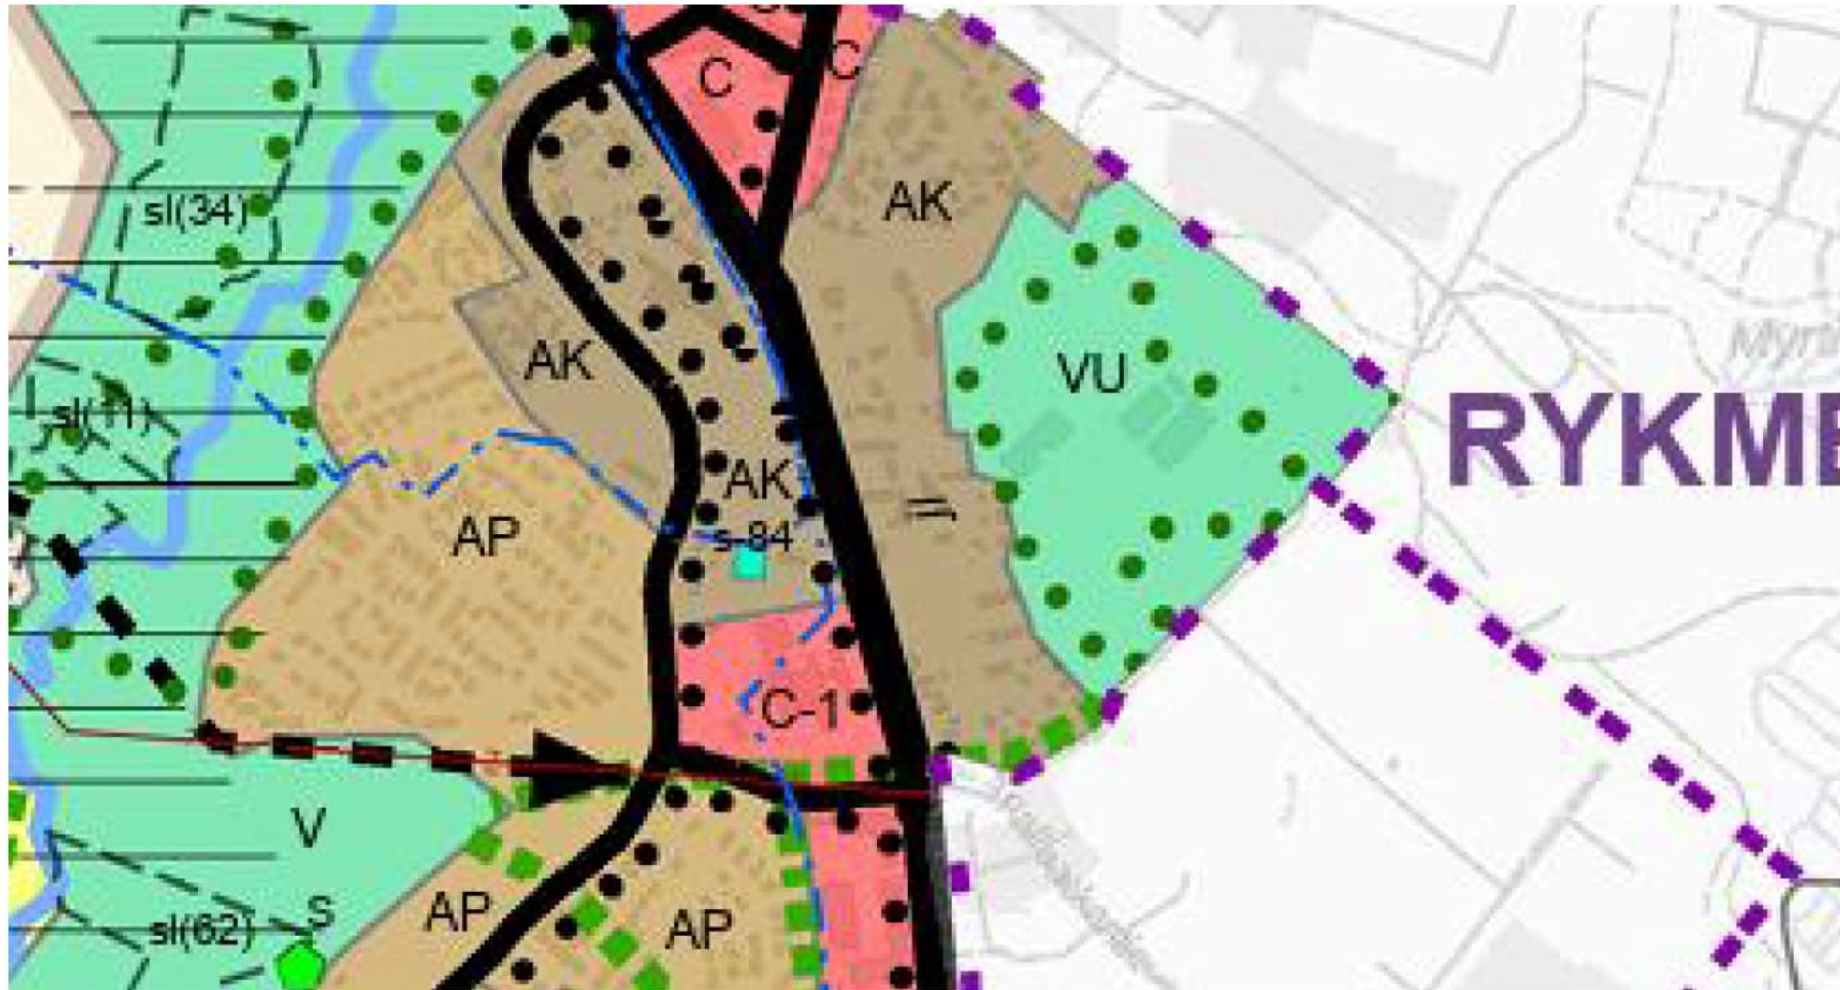 C
C
sl(34)
AK
AK
VU
sl(11)
RYKME
AK
s-84
AP
C-1
V
S
sl(62)
AP
AP